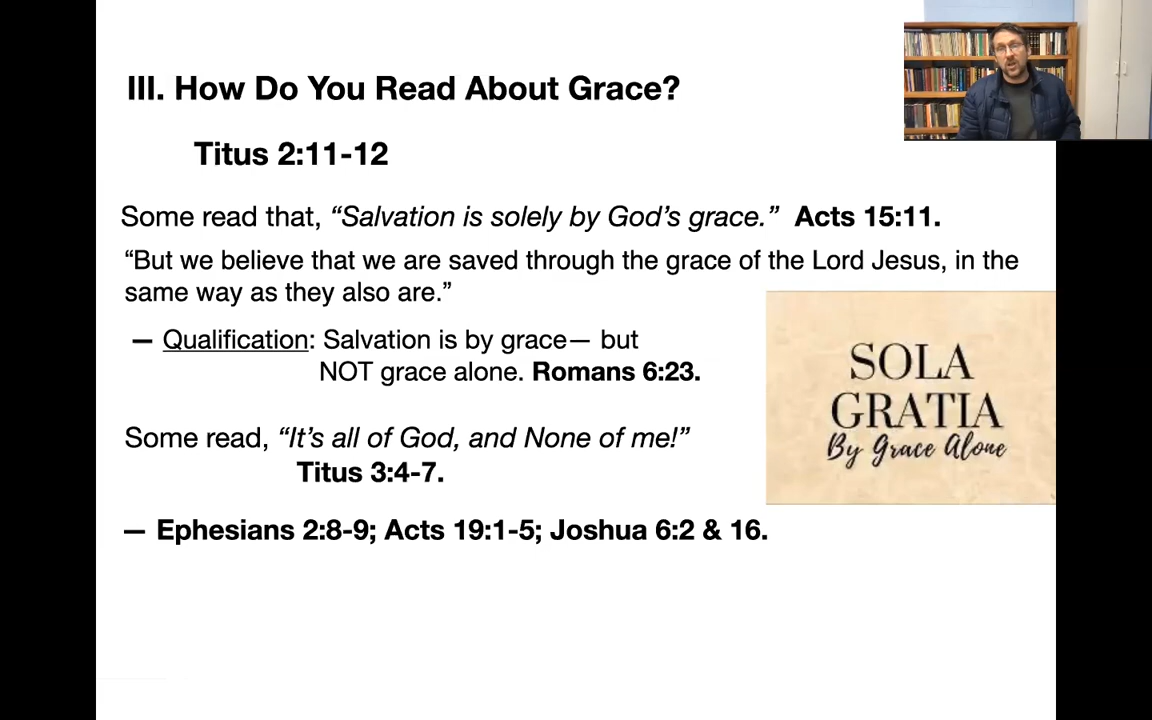 III. How Do You Read About Grace?
Titus 2:11-12
Some read that, “Salvation is solely by God’s grace.” Acts 15:11.
“But we believe that we are saved through the grace of the Lord Jesus, in the
same way as they also are.”
— Qualification: Salvation is by grace— but
NOT grace alone. Romans 6:23.
SOLA
GRATIA
By Grace Alone
Some read, “It’s all of God, and None of me!”
Titus 3:4-7.
— Ephesians 2:8-9; Acts 19:1-5; Joshua 6:2 & 16.